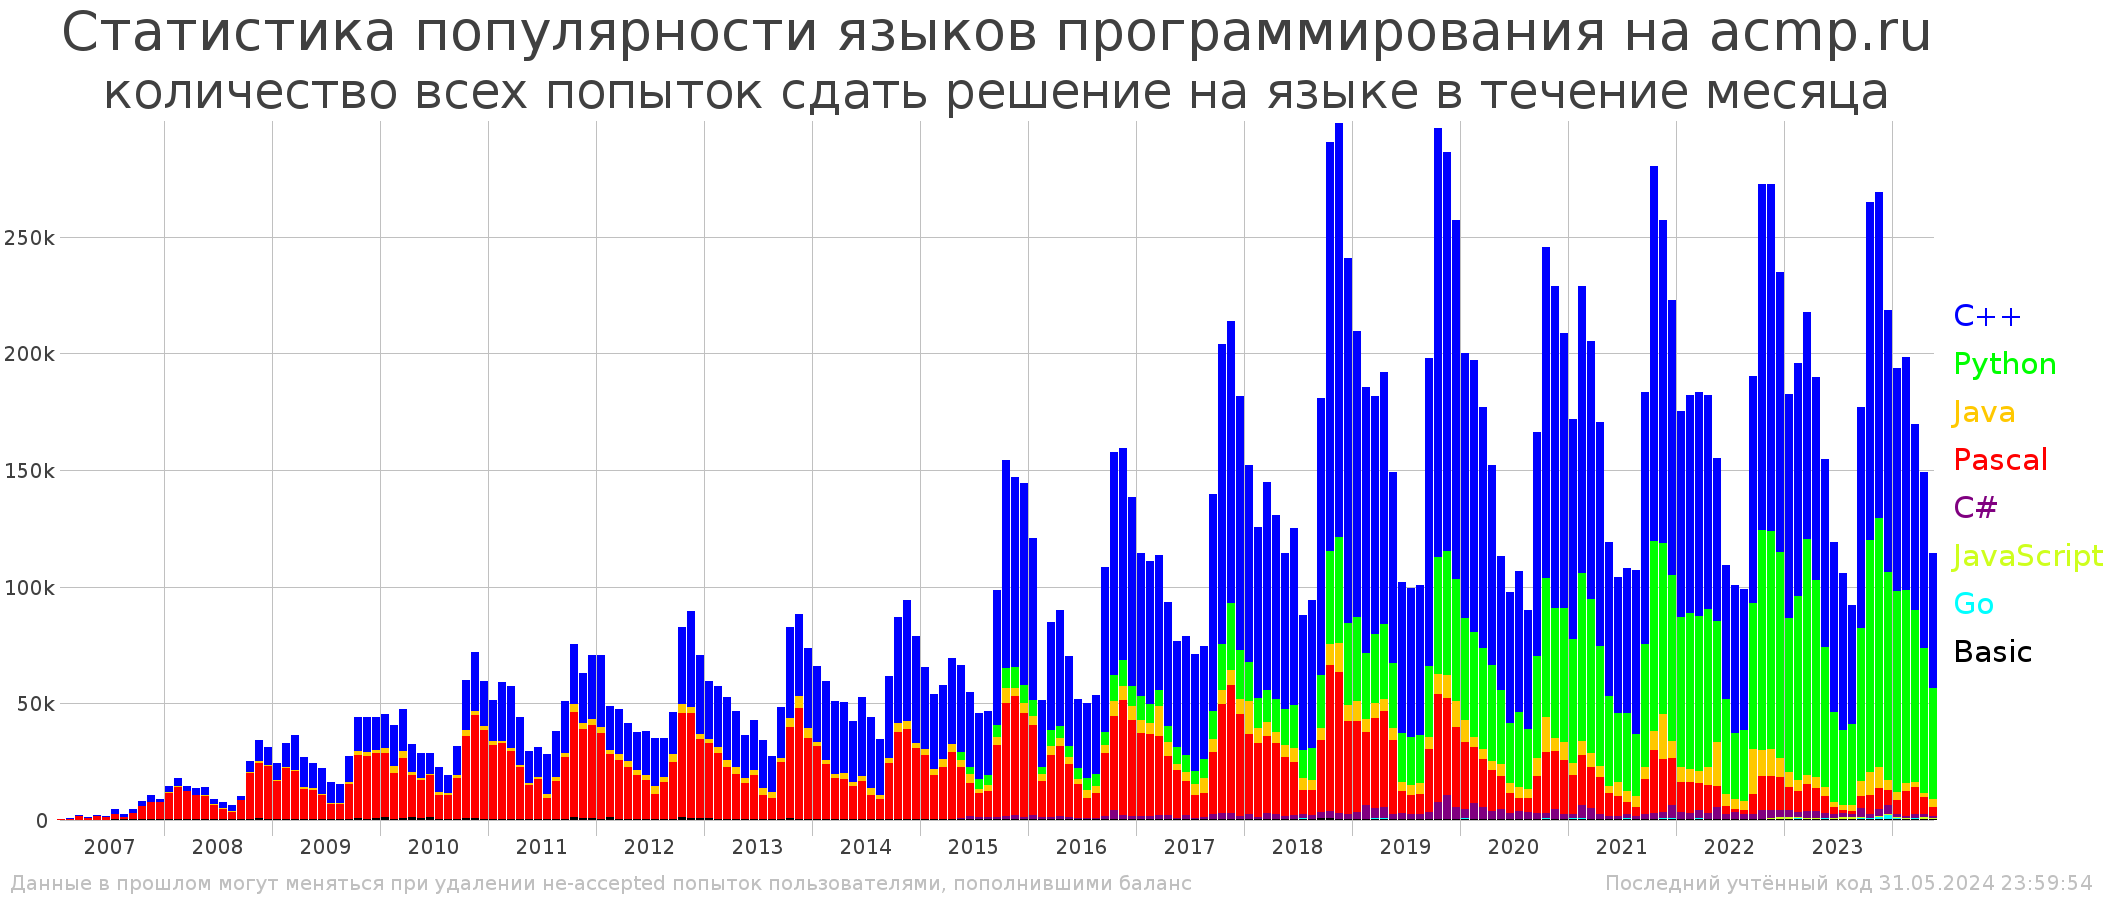 Статистика популярности языков программирования на acmp.ru
количество всех попыток сдать решение на языке в течение месяца
250k
200k
150k
100k
50k
0
C++
Python
Java
Pascal
C#
JavaScript
Go
Basic
2007 2008 2009 2010 2011 2012 2013 2014 2015 2016 2017 2018 2019 2020 2021 2022 2023
Данные в прошлом могут меняться при удалении не-accepted попыток пользователями, пополнившими баланс
Последний учтённый код 31.05.2024 23:59:54